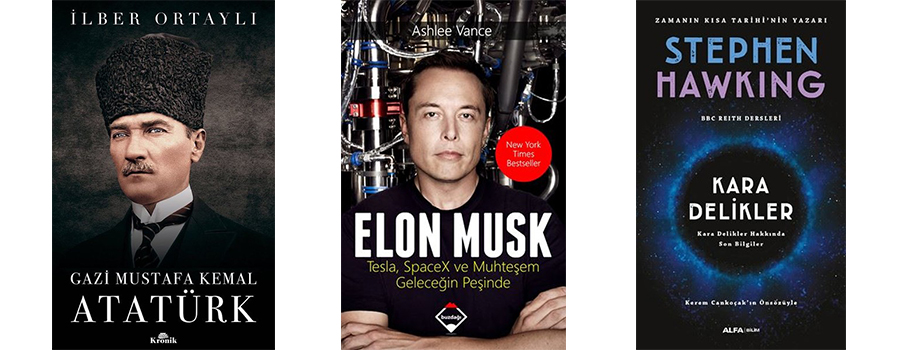 İLBER ORTAYLI
GAZİ MUSTAFA KEMAL
ATATÜRK
Kronik
Ashlee Vance
New York
Times
Bestseller
ELON MUSK
Tesla, SpaceX ve Muhteşem
Geleceğin Peşinde
buzdağı
ZAMANIN KISA TARİHİ'NİN YAZARI
STEPHEN
HAWKING
BBC REITH DERSLERİ
KARA
DELİKLER
Kara Delikler Hakkında
Son Bilgiler
Kerem Cankoçak'ın Önsözüyle
ALFA|BİLİM